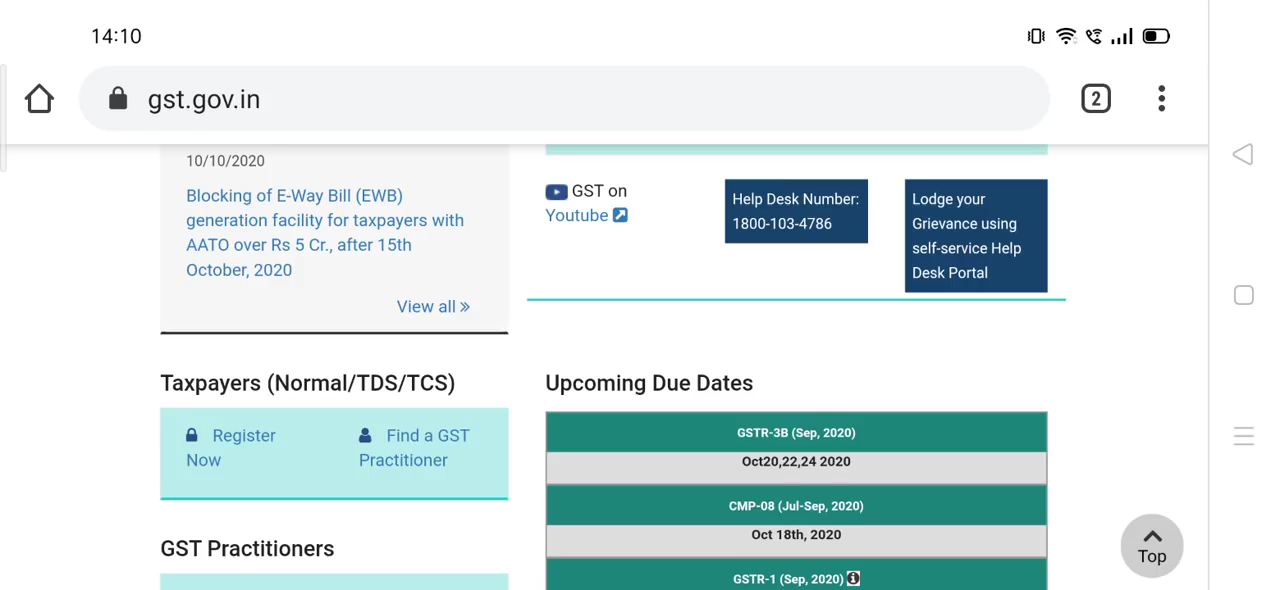 14:10
gst.gov.in
2
10/10/2020
Blocking of E-Way Bill (EWB)
generation facility for taxpayers with
AATO over Rs 5 Cr., after 15th
October, 2020
View all »
GST on
Youtube
Help Desk Number:
1800-103-4786
Lodge your
Grievance using
self-service Help
Desk Portal
Taxpayers (Normal/TDS/TCS)
Register
Now
Find a GST
Practitioner
GST Practitioners
Upcoming Due Dates
GSTR-3B (Sep, 2020)
Oct20,22,24 2020
CMP-08 (Jul-Sep, 2020)
Oct 18th, 2020
GSTR-1 (Sep, 2020)
Top